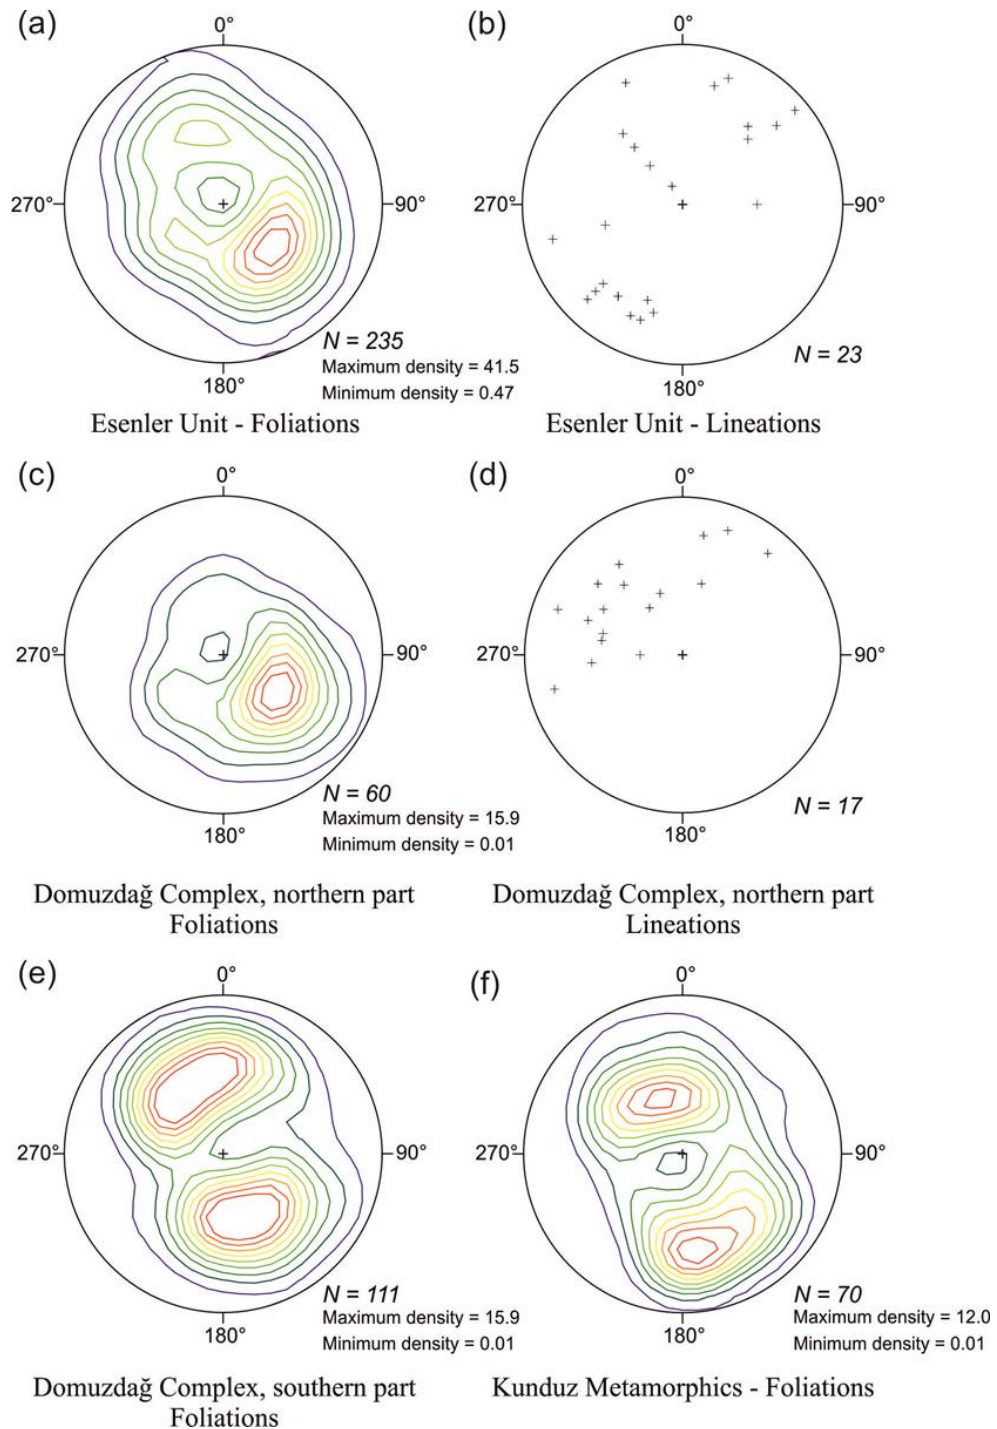 (a)
0°
270°
90°
180°
N = 235
Maximum density = 41.5
Minimum density = 0.47
Esenler Unit - Foliations
(b)
0°
270°
90°
180°
N = 23
Esenler Unit - Lineations
(c)
0°
270°
90°
180°
N = 60
Maximum density = 15.9
Minimum density = 0.01
Domuzdağ Complex, northern part
Foliations
(d)
0°
270°
90°
180°
N = 17
Domuzdağ Complex, northern part
Lineations
(e)
0°
270°
90°
180°
N = 111
Maximum density = 15.9
Minimum density = 0.01
Domuzdağ Complex, southern part
Foliations
(f)
0°
270°
90°
180°
N = 70
Maximum density = 12.0
Minimum density = 0.01
Kunduz Metamorphics - Foliations